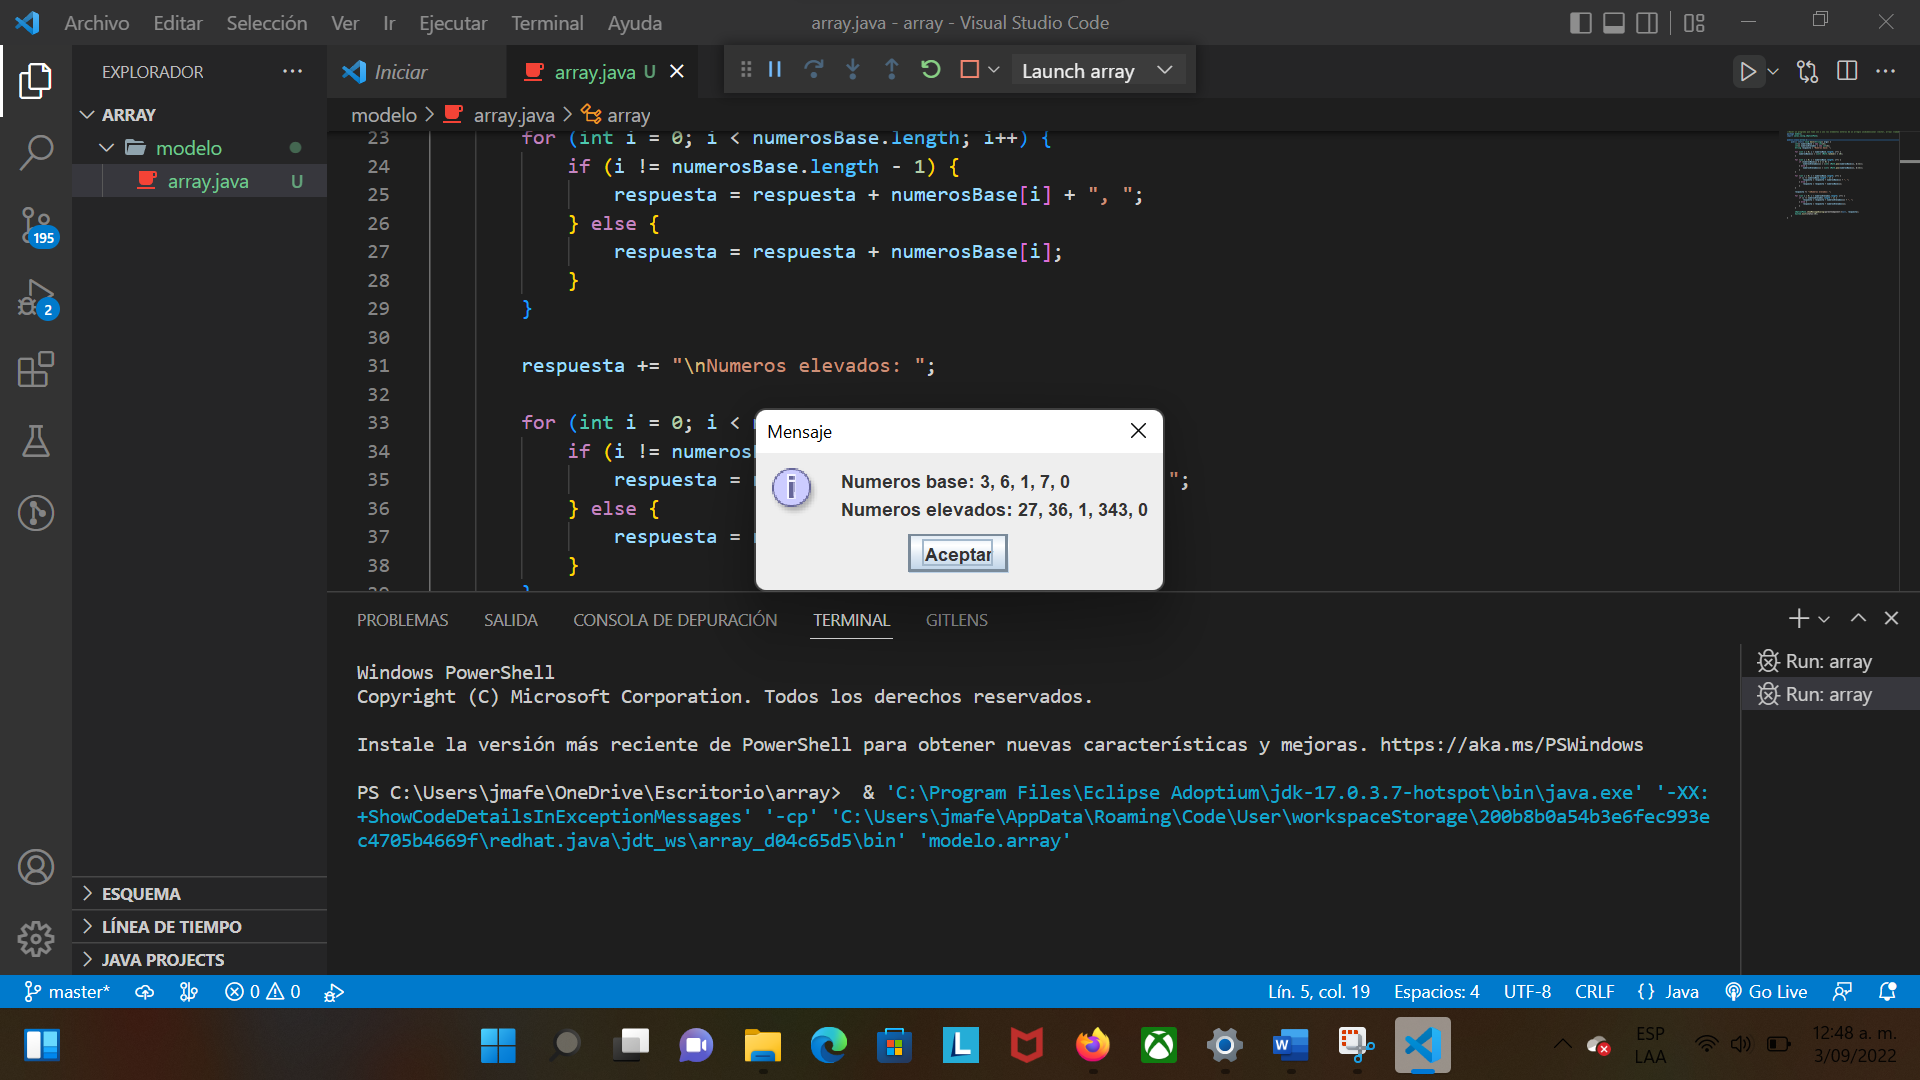 Archivo Editar Selección Ver Ir Ejecutar Terminal Ayuda
array.java - array - Visual Studio Code
EXPLORADOR
Iniciar
array.java U
Launch array
ARRAY
modelo
array.java U
modelo > array.java > array
23 for (int i = 0; i < numerosBase.length; i++) {
24 if (i != numerosBase.length - 1) {
25 respuesta = respuesta + numerosBase[i] + ", ";
26 } else {
27 respuesta = respuesta + numerosBase[i];
28 }
29 }
30
31 respuesta += "\nNumeros elevados: ";
32
33 for (int i = 0; i <
34 if (i != numeros
35 respuesta = ";
36 } else {
37 respuesta =
38 }
39 }
195
2
Mensaje
Numeros base: 3, 6, 1, 7, 0
Numeros elevados: 27, 36, 1, 343, 0
Aceptar
PROBLEMAS SALIDA CONSOLA DE DEPURACIÓN TERMINAL GITLENS
Run: array
Run: array
Windows PowerShell
Copyright (C) Microsoft Corporation. Todos los derechos reservados.
Instale la versión más reciente de PowerShell para obtener nuevas características y mejoras. https://aka.ms/PSWindows
PS C:\Users\jmafe\OneDrive\Escritorio\array> & 'C:\Program Files\Eclipse Adoptium\jdk-17.0.3.7-hotspot\bin\java.exe' '-XX:
+ShowCodeDetailsInExceptionMessages' '-cp' 'C:\Users\jmafe\AppData\Roaming\Code\User\workspaceStorage\200b8b0a54b3e6fec993e
c4705b4669f\redhat.java\jdt_ws\array_d04c65d5\bin' 'modelo.array'
ESQUEMA
LÍNEA DE TIEMPO
JAVA PROJECTS
master* 0 0
Lín. 5, col. 19 Espacios: 4 UTF-8 CRLF {} Java Go Live
ESP
LAA
12:48 a. m.
3/09/2022